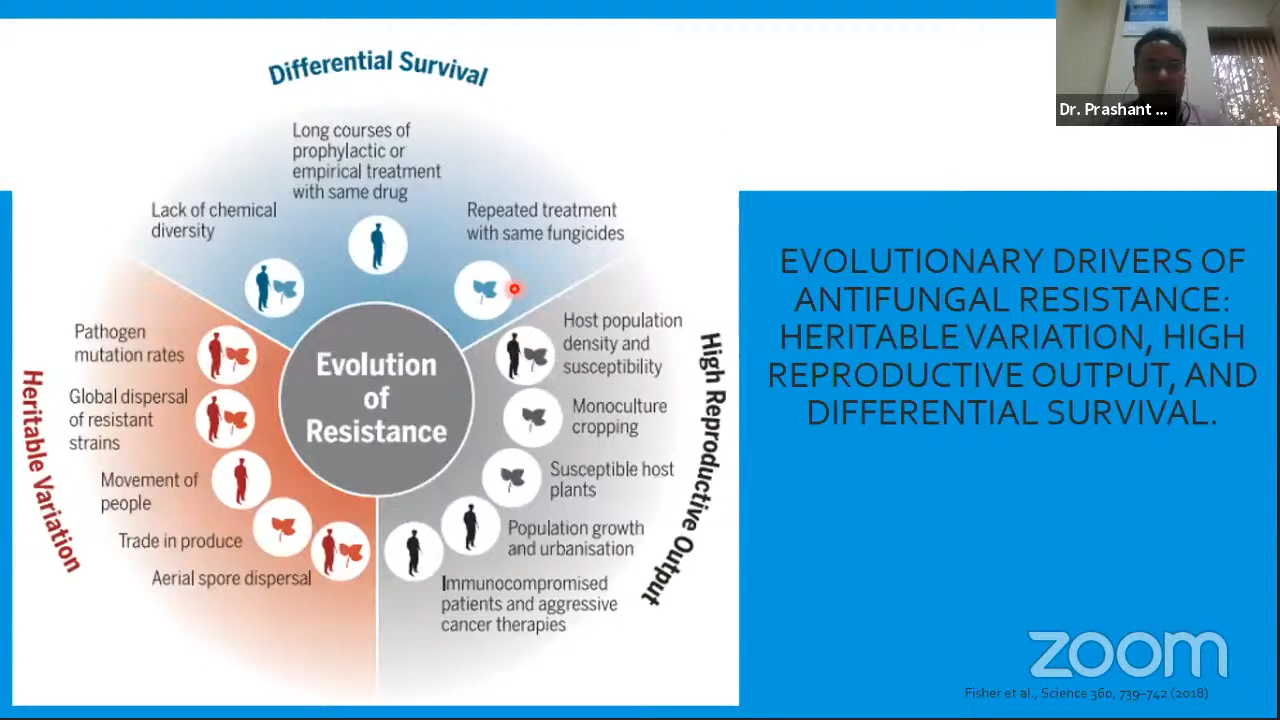 Differential Survival
Long courses of
prophylactic or
empirical treatment
with same drug
Lack of chemical
diversity
Repeated treatment
with same fungicides
Evolution
of
Resistance
Heritable Variation
Pathogen
mutation rates
Global dispersal
of resistant
strains
Movement of
people
Trade in produce
Aerial spore dispersal
High Reproductive Output
Host population
density and
susceptibility
Monoculture
cropping
Susceptible host
plants
Population growth
and urbanisation
Immunocompromised
patients and aggressive
cancer therapies
Dr. Prashant ...
EVOLUTIONARY DRIVERS OF
ANTIFUNGAL RESISTANCE:
HERITABLE VARIATION, HIGH
REPRODUCTIVE OUTPUT, AND
DIFFERENTIAL SURVIVAL.
zoom
Fisher et al., Science 360, 739–742 (2018)